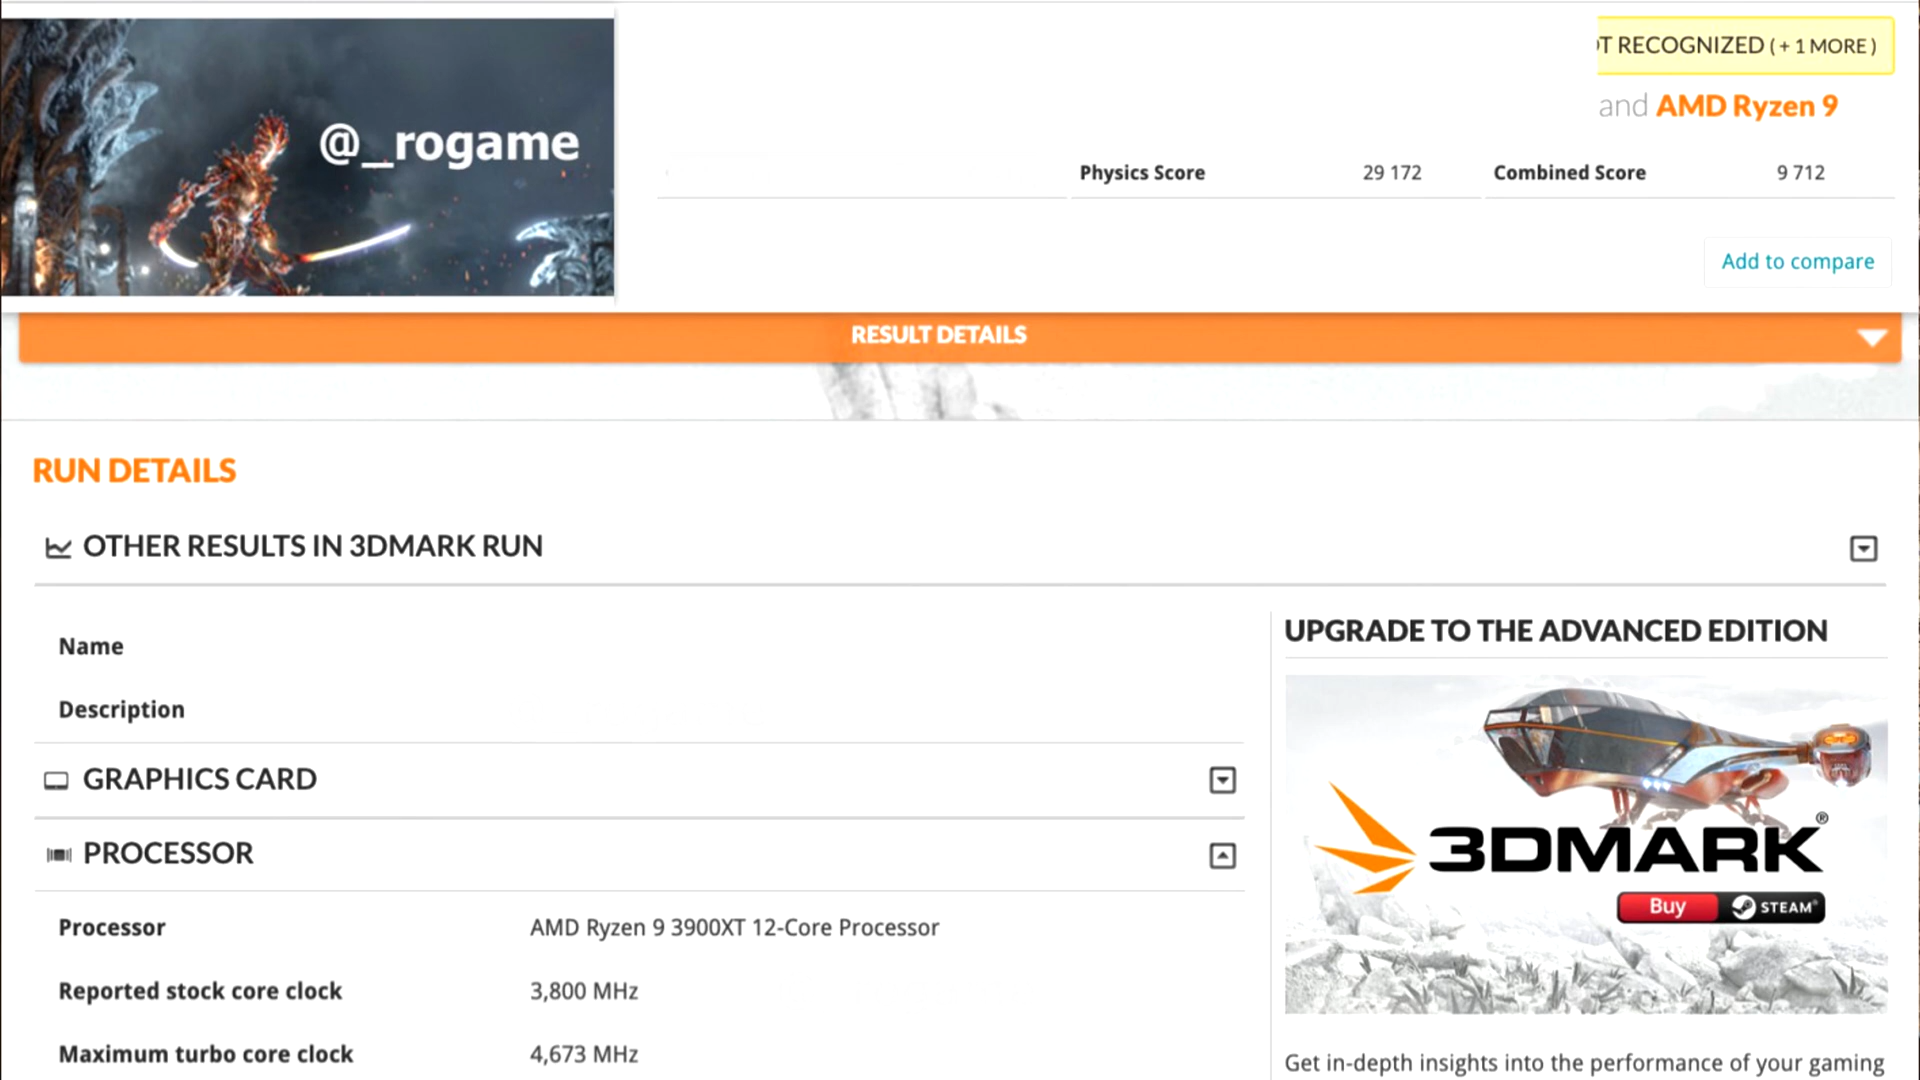 @_rogame
T RECOGNIZED ( + 1 MORE )
and AMD Ryzen 9
Physics Score 29 172 Combined Score 9 712
Add to compare
RESULT DETAILS
RUN DETAILS
OTHER RESULTS IN 3DMARK RUN
Name
Description
GRAPHICS CARD
PROCESSOR
Processor AMD Ryzen 9 3900XT 12-Core Processor
Reported stock core clock 3,800 MHz
Maximum turbo core clock 4,673 MHz
UPGRADE TO THE ADVANCED EDITION
3DMARK®
Buy STEAM®
Get in-depth insights into the performance of your gaming